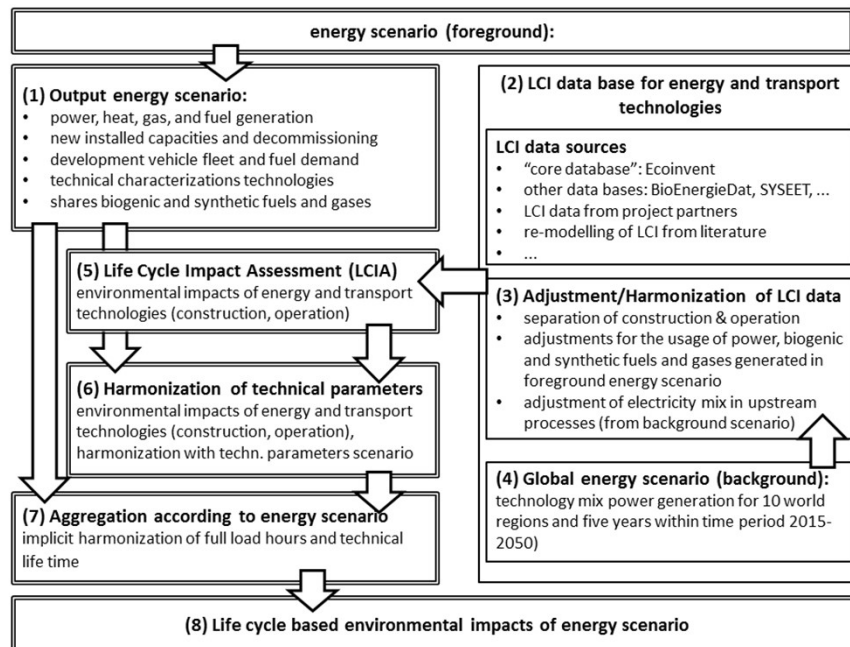 energy scenario (foreground):
(1) Output energy scenario:
• power, heat, gas, and fuel generation
• new installed capacities and decommissioning
• development vehicle fleet and fuel demand
• technical characterizations technologies
• shares biogenic and synthetic fuels and gases
(2) LCI data base for energy and transport
technologies
LCI data sources
• “core database”: Ecoinvent
• other data bases: BioEnergieDat, SYSEET, ...
• LCI data from project partners
• re-modelling of LCI from literature
• ...
(3) Adjustment/Harmonization of LCI data
• separation of construction & operation
• adjustments for the usage of power, biogenic
and synthetic fuels and gases generated in
foreground energy scenario
• adjustment of electricity mix in upstream
processes (from background scenario)
(4) Global energy scenario (background):
technology mix power generation for 10 world
regions and five years within time period 2015-
2050)
(5) Life Cycle Impact Assessment (LCIA)
environmental impacts of energy and transport
technologies (construction, operation)
(6) Harmonization of technical parameters
environmental impacts of energy and transport
technologies (construction, operation),
harmonization with techn. parameters scenario
(7) Aggregation according to energy scenario
implicit harmonization of full load hours and technical
life time
(8) Life cycle based environmental impacts of energy scenario